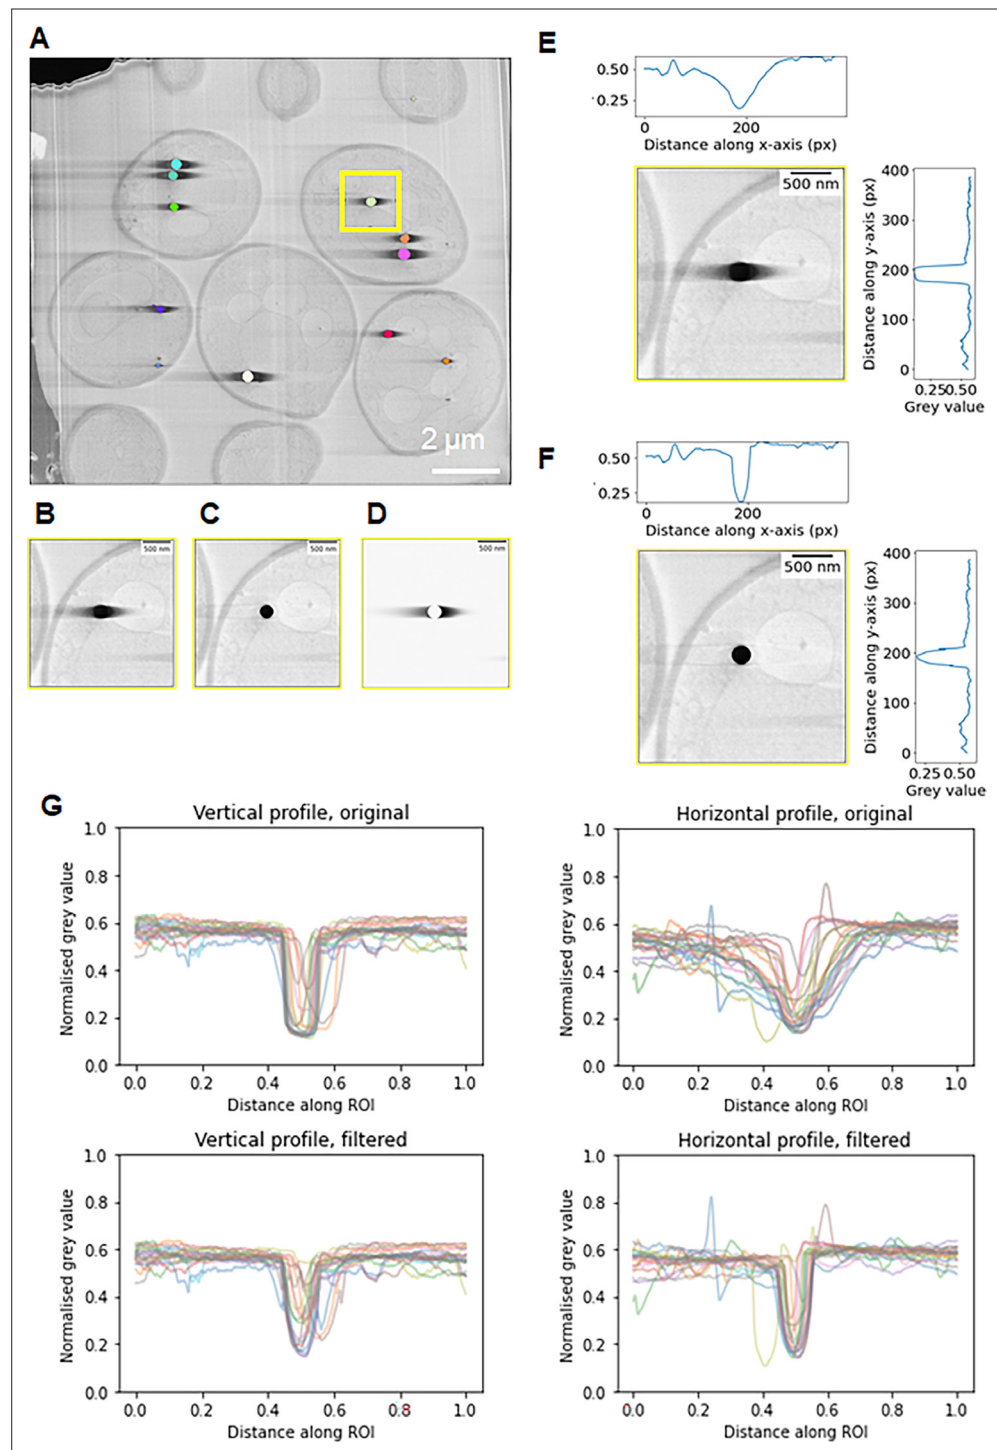 A
2 µm
B
C
D
500 nm
500 nm
500 nm
E
0.50
0.25
0
200
Distance along x-axis (px)
500 nm
Distance along y-axis (px)
400
300
200
100
0
0.25 0.50
Grey value
F
0.50
0.25
0
200
Distance along x-axis (px)
500 nm
Distance along y-axis (px)
400
300
200
100
0
0.25 0.50
Grey value
G
Vertical profile, original
Normalised grey value
1.0
0.8
0.6
0.4
0.2
0.0
0.0 0.2 0.4 0.6 0.8 1.0
Distance along ROI
Horizontal profile, original
Normalised grey value
1.0
0.8
0.6
0.4
0.2
0.0
0.0 0.2 0.4 0.6 0.8 1.0
Distance along ROI
Vertical profile, filtered
Normalised grey value
1.0
0.8
0.6
0.4
0.2
0.0
0.0 0.2 0.4 0.6 0.8 1.0
Distance along ROI
Horizontal profile, filtered
Normalised grey value
1.0
0.8
0.6
0.4
0.2
0.0
0.0 0.2 0.4 0.6 0.8 1.0
Distance along ROI